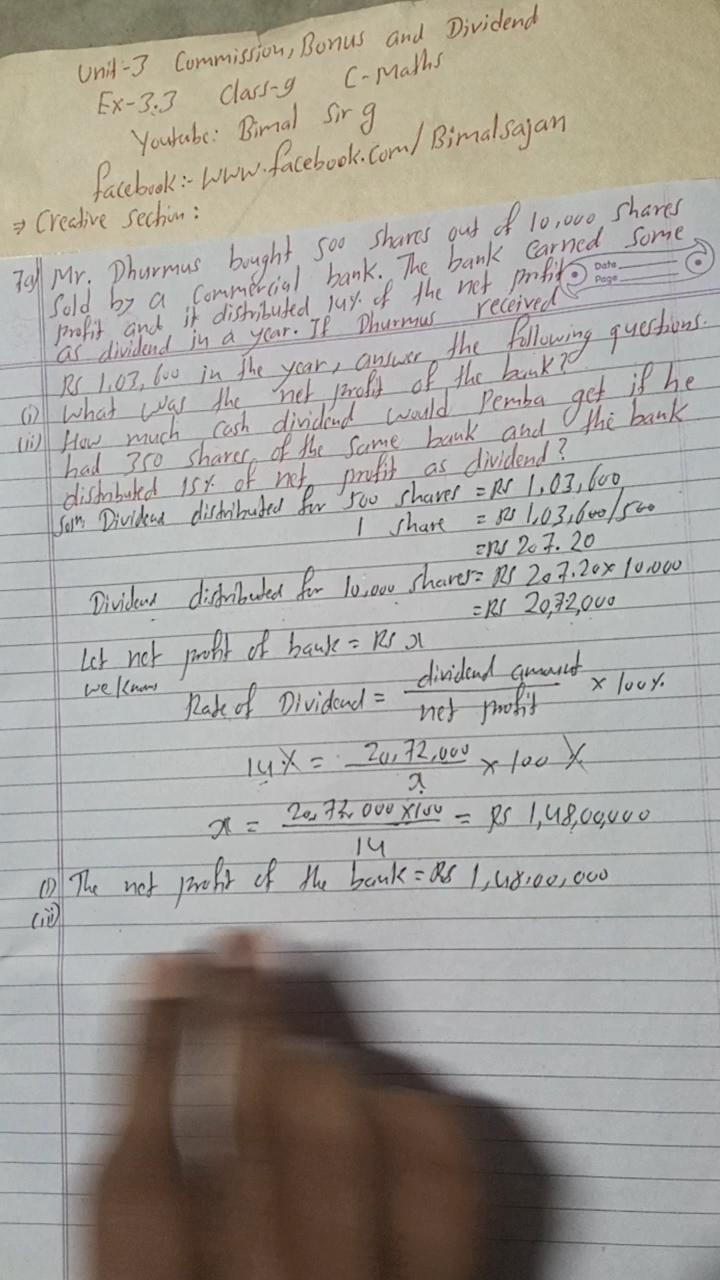 Unit-3 Commission, Bonus and Dividend
Ex-3.3 Class-9 C-Maths
Youtube: Bimal Sir g
facebook:- www.facebook.com/Bimalsajan
⇒ Creative Section:
7a) Mr. Dhurmus bought 500 shares out of 10,000 shares
sold by a commercial bank. The bank earned some
profit and it distributed 14% of the net profit
Date
Page
as dividend in a year. If Dhurmus received
Rs 1,03,600 in the year, answer the following questions.
(i) What was the net profit of the bank?
(ii) How much cash dividend would Pemba get if he
had 350 shares of the same bank and the bank
distributed 15% of net profit as dividend?
Soln Dividend distributed for 500 shares = Rs 1,03,600
1 share = Rs 1,03,600/500
= Rs 207.20
Dividend distributed for 10,000 shares = Rs 207.20 x 10,000
= Rs 20,72,000
Let net profit of bank = Rs x
we know
Rate of Dividend = dividend amount / net profit x 100%
14% = 20,72,000 / x x 100 %
x = 20,72,000 x 100 / 14 = Rs 1,48,00,000
(i) The net profit of the bank = Rs 1,48,00,000
(ii)